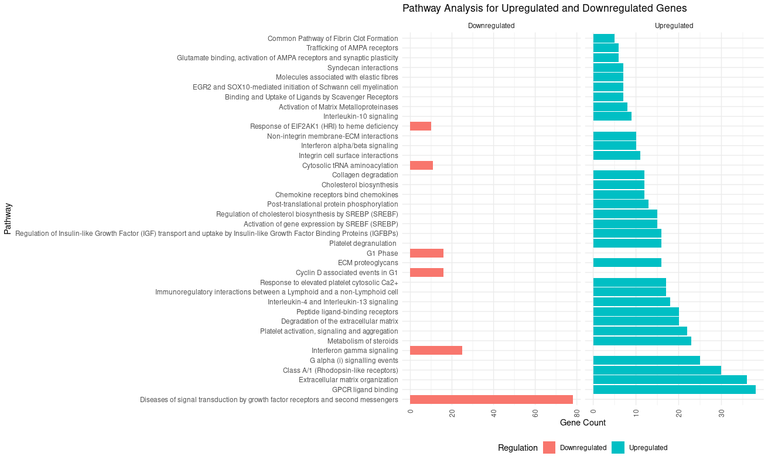 Pathway Analysis for Upregulated and Downregulated Genes
Downregulated
Upregulated
Common Pathway of Fibrin Clot Formation
Trafficking of AMPA receptors
Glutamate binding, activation of AMPA receptors and synaptic plasticity
Syndecan interactions
Molecules associated with elastic fibres
EGR2 and SOX10-mediated initiation of Schwann cell myelination
Binding and Uptake of Ligands by Scavenger Receptors
Activation of Matrix Metalloproteinases
Interleukin-10 signaling
Response of EIF2AK1 (HRI) to heme deficiency
Non-integrin membrane-ECM interactions
Interferon alpha/beta signaling
Integrin cell surface interactions
Cytosolic tRNA aminoacylation
Collagen degradation
Cholesterol biosynthesis
Chemokine receptors bind chemokines
Post-translational protein phosphorylation
Regulation of cholesterol biosynthesis by SREBP (SREBF)
Activation of gene expression by SREBF (SREBP)
Regulation of Insulin-like Growth Factor (IGF) transport and uptake by Insulin-like Growth Factor Binding Proteins (IGFBPs)
Platelet degranulation
G1 Phase
ECM proteoglycans
Cyclin D associated events in G1
Response to elevated platelet cytosolic Ca2+
Immunoregulatory interactions between a Lymphoid and a non-Lymphoid cell
Interleukin-4 and Interleukin-13 signaling
Peptide ligand-binding receptors
Degradation of the extracellular matrix
Platelet activation, signaling and aggregation
Metabolism of steroids
Interferon gamma signaling
G alpha (i) signalling events
Class A/1 (Rhodopsin-like receptors)
Extracellular matrix organization
GPCR ligand binding
Diseases of signal transduction by growth factor receptors and second messengers
Pathway
0 20 40 60 80
0 10 20 30
Gene Count
Regulation Downregulated Upregulated